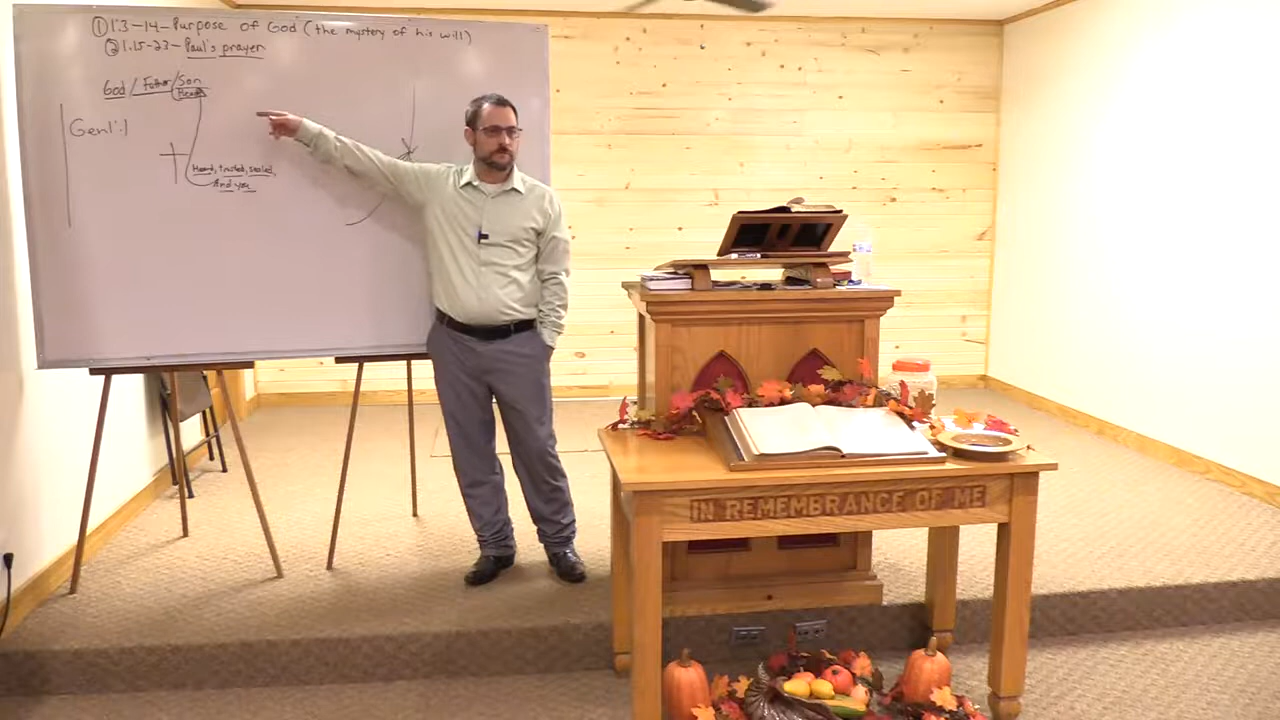 ① 1:3-14-Purpose of God (the mystery of his will)
② 1:15-23-Paul's prayer
God / Father / Son
Head
Gen 1:1
Heard, trusted, sealed,
And you
IN REMEMBRANCE OF ME